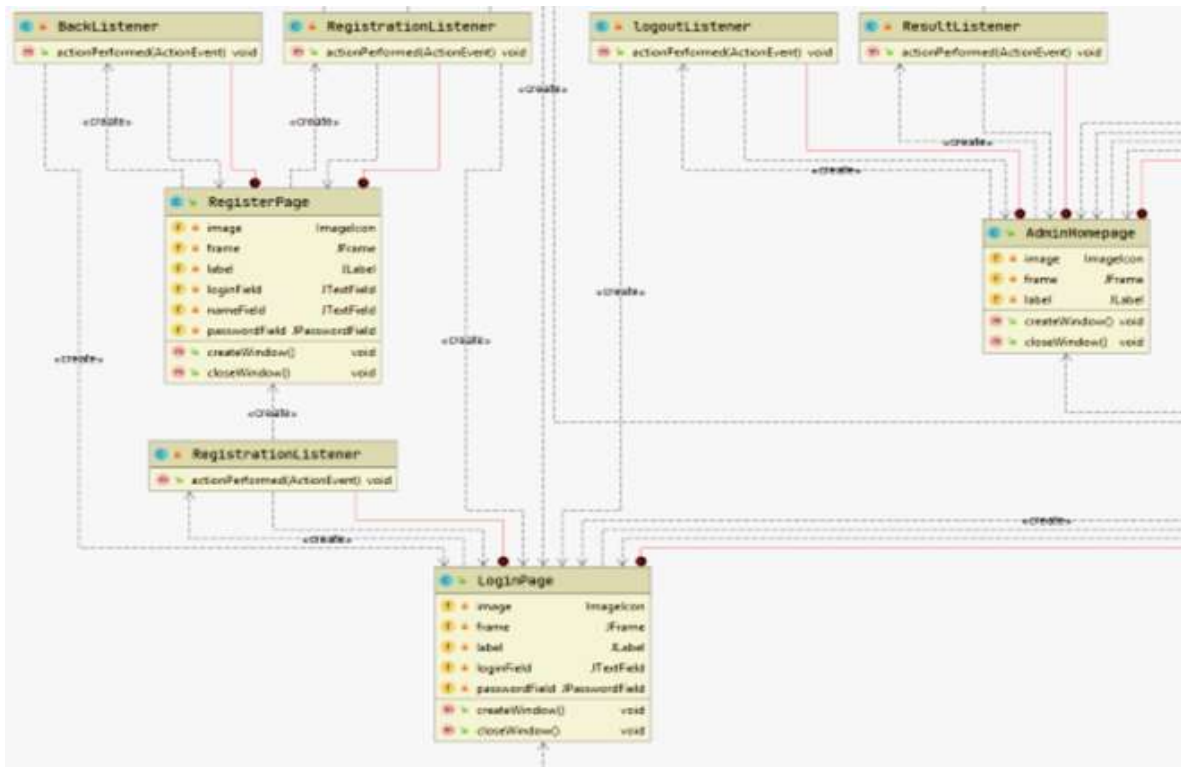 BackListener
actionPerformed(ActionEvent) void
RegistrationListener
actionPerformed(ActionEvent) void
logoutListener
actionPerformed(ActionEvent) void
ResultListener
actionPerformed(ActionEvent) void
«create»
«create»
«create»
«create»
«create»
RegisterPage
image ImageIcon
frame JFrame
label JLabel
loginField JTextField
nameField JTextField
passwordField JPasswordField
createWindow() void
closeWindow() void
AdminHomepage
image ImageIcon
frame JFrame
label JLabel
createWindow() void
closeWindow() void
«create»
«create»
«create»
«create»
RegistrationListener
actionPerformed(ActionEvent) void
«create»
«create»
LoginPage
image ImageIcon
frame JFrame
label JLabel
loginField JTextField
passwordField JPasswordField
createWindow() void
closeWindow() void